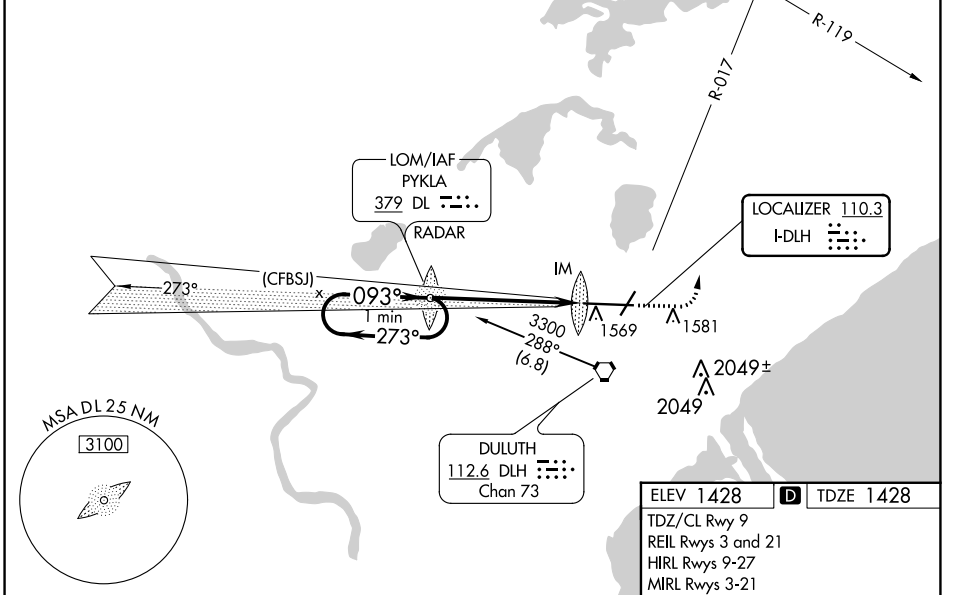 R-119
R-017
LOM/IAF
PYKLA
379 DL
RADAR
LOCALIZER 110.3
I-DLH
(CFBSJ)
IM
273°
x
093°
1 min
273°
3300
288°
(6.8)
1569
1581
2049±
2049
MSA DL 25 NM
3100
DULUTH
112.6 DLH
Chan 73
ELEV 1428 D TDZE 1428
TDZ/CL Rwy 9
REIL Rwys 3 and 21
HIRL Rwys 9-27
MIRL Rwys 3-21